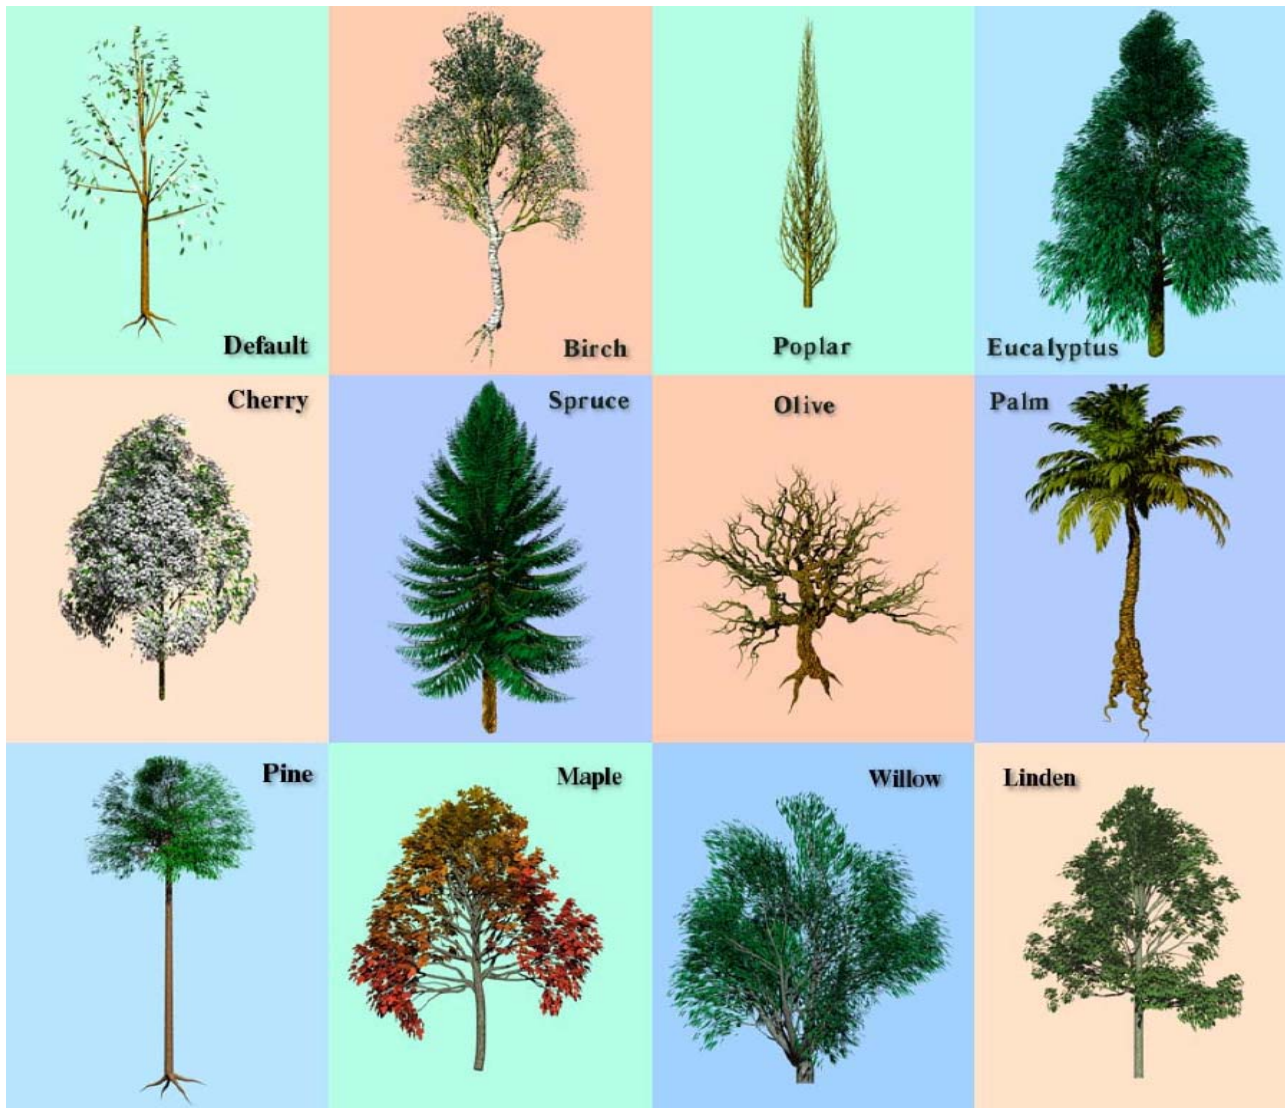 Default
Birch
Poplar
Eucalyptus
Cherry
Spruce
Olive
Palm
Pine
Maple
Willow
Linden